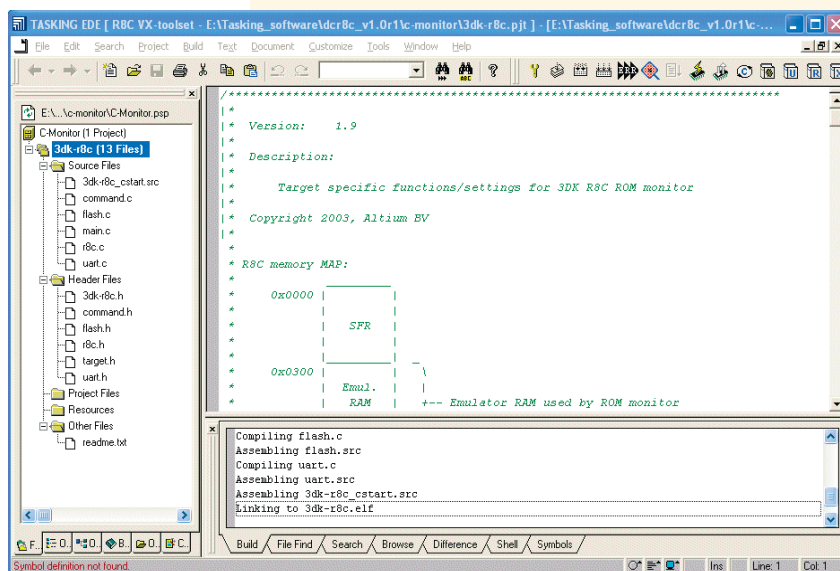 TASKING EDE [ R8C VX-toolset - E:\Tasking_software\dcr8c_v1.0r1\c-monitor\3dk-r8c.pjt ] - [E:\Tasking_software\dcr8c_v1.0r1\c-...
File Edit Search Project Build Text Document Customize Tools Window Help
E:\...\c-monitor\C-Monitor.psp
C-Monitor (1 Project)
3dk-r8c (13 Files)
Source Files
3dk-r8c_cstart.src
command.c
flash.c
main.c
r8c.c
uart.c
Header Files
3dk-r8c.h
command.h
flash.h
r8c.h
target.h
uart.h
Project Files
Resources
Other Files
readme.txt
F... O... O... B... O... C...
/******************************************************************************
|*
|* Version: 1.9
|*
|* Description:
|*
|* Target specific functions/settings for 3DK R8C ROM monitor
|*
|* Copyright 2003, Altium BV
|*
*
* R8C memory MAP:
* ________
* 0x0000 | |
* | |
* | SFR |
* | |
* |________| _
* 0x0300 | | \
* | Emul. | |
* | RAM | +-- Emulator RAM used by ROM monitor
Compiling flash.c
Assembling flash.src
Compiling uart.c
Assembling uart.src
Assembling 3dk-r8c_cstart.src
Linking to 3dk-r8c.elf
Build File Find Search Browse Difference Shell Symbols
Symbol definition not found.
Ins Line: 1 Col: 1